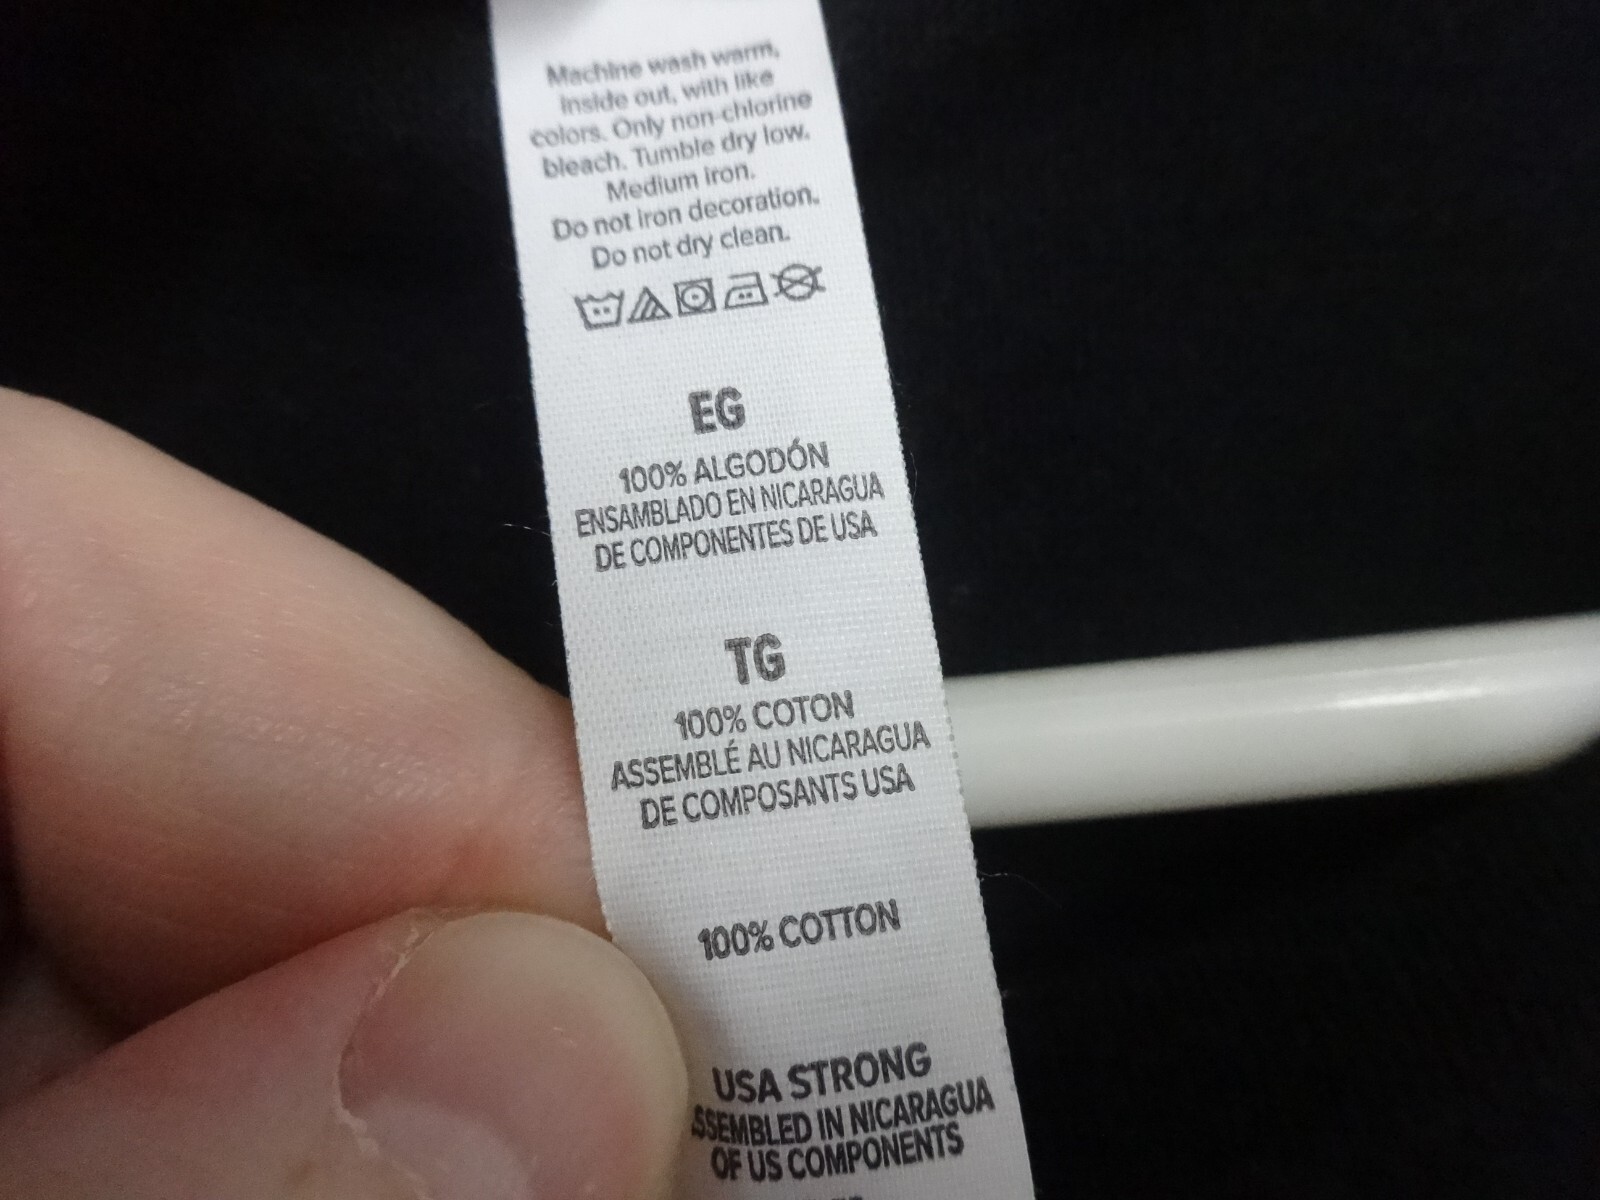 Machine wash warm,
inside out, with like
colors. Only non-chlorine
bleach. Tumble dry low.
Medium iron.
Do not iron decoration.
Do not dry clean.
EG
100% ALGODÓN
ENSAMBLADO EN NICARAGUA
DE COMPONENTES DE USA
TG
100% COTON
ASSEMBLÉ AU NICARAGUA
DE COMPOSANTS USA
100% COTTON
USA STRONG
SSEMBLED IN NICARAGUA
OF US COMPONENTS